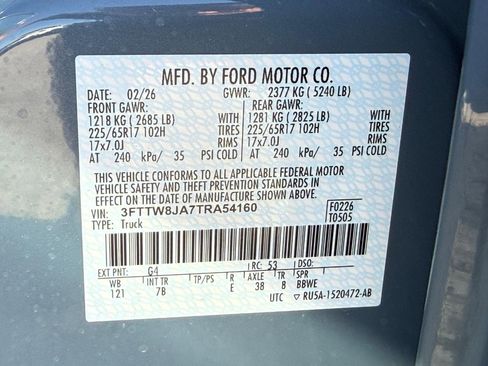 MFD. BY FORD MOTOR CO.
DATE: 02/26 GVWR: 2377 KG ( 5240 LB)
FRONT GAWR: REAR GAWR:
1218 KG ( 2685 LB) 1281 KG ( 2825 LB)
225/65R17 102H TIRES 225/65R17 102H
17x7.0J RIMS 17x7.0J
AT 240 kPa/ 35 PSI COLD AT 240 kPa/ 35 PSI COLD
THIS VEHICLE CONFORMS TO ALL APPLICABLE FEDERAL MOTOR
VEHICLE SAFETY AND THEFT PREVENTION STANDARDS IN
EFFECT ON THE DATE OF MANUFACTURE SHOWN ABOVE.
VIN: 3FTTW8JA7TRA54160 F0226
TYPE: Truck T0505
EXT PNT: G4 RC: 53 DSO:
WB INT TR TP/PS R AXLE TR SPR
121 7B E 38 8 BBWE
UTC ▽ RU5A-1520472-AB